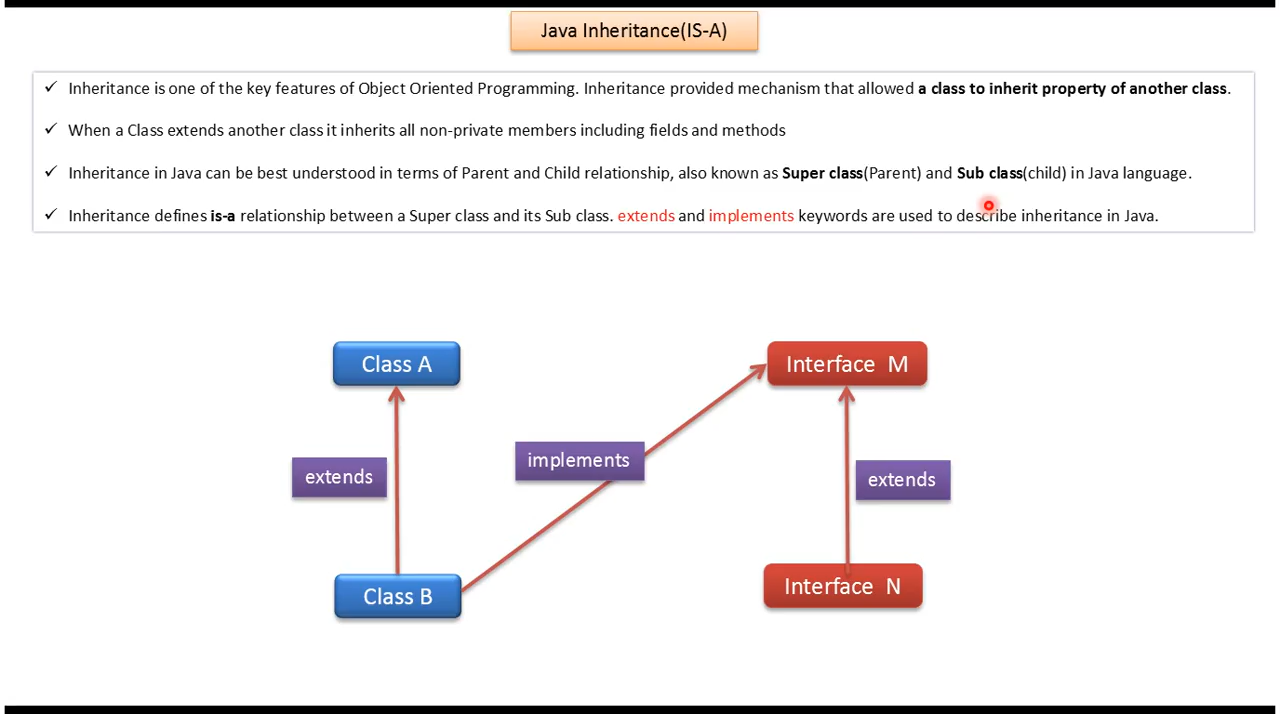 Java Inheritance(IS-A)
✓ Inheritance is one of the key features of Object Oriented Programming. Inheritance provided mechanism that allowed a class to inherit property of another class.
✓ When a Class extends another class it inherits all non-private members including fields and methods
✓ Inheritance in Java can be best understood in terms of Parent and Child relationship, also known as Super class(Parent) and Sub class(child) in Java language.
✓ Inheritance defines is-a relationship between a Super class and its Sub class. extends and implements keywords are used to describe inheritance in Java.
Class A
Interface M
implements
extends
extends
Class B
Interface N